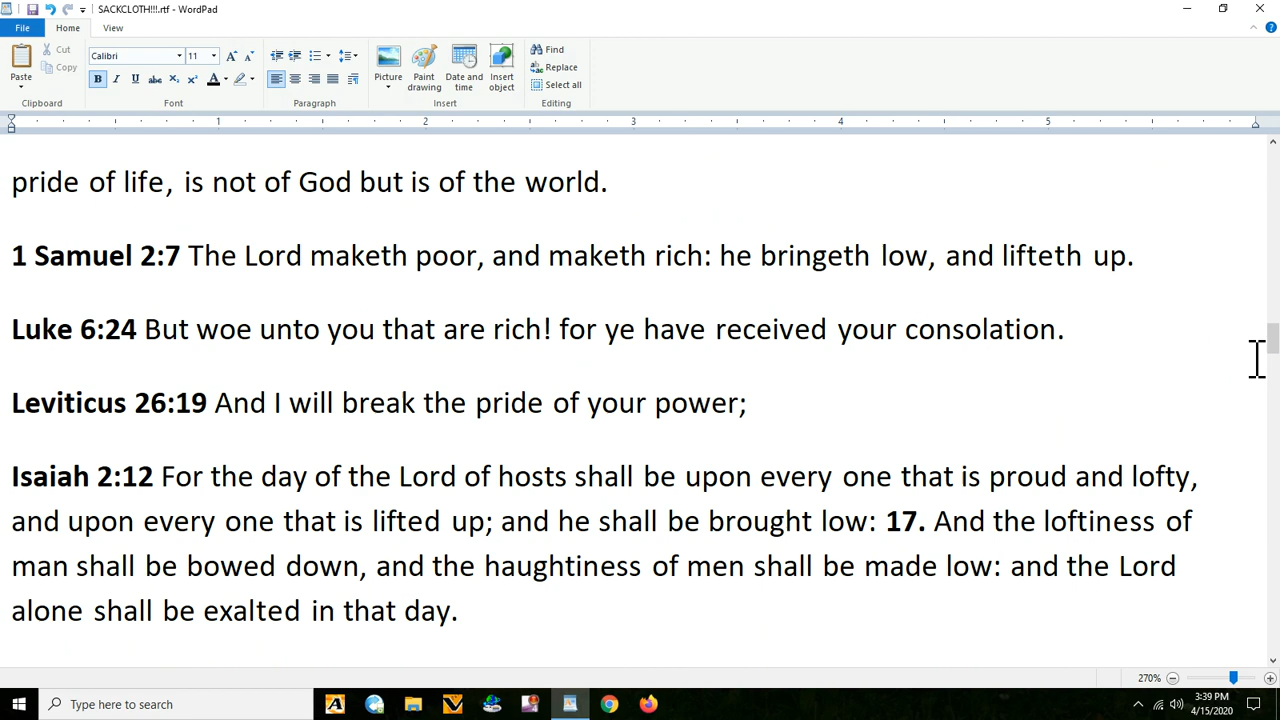 SACKCLOTH!!!.rtf - WordPad
File Home View
Paste
Cut
Copy
Clipboard
Calibri 11
B I U abc X₂ X² A
Font
Paragraph
Picture
Paint drawing
Date and time
Insert object
Insert
Find
Replace
Select all
Editing
1 2 3 4 5
pride of life, is not of God but is of the world.
1 Samuel 2:7 The Lord maketh poor, and maketh rich: he bringeth low, and lifteth up.
Luke 6:24 But woe unto you that are rich! for ye have received your consolation.
Leviticus 26:19 And I will break the pride of your power;
Isaiah 2:12 For the day of the Lord of hosts shall be upon every one that is proud and lofty,
and upon every one that is lifted up; and he shall be brought low: 17. And the loftiness of
man shall be bowed down, and the haughtiness of men shall be made low: and the Lord
alone shall be exalted in that day.
270%
Type here to search
3:39 PM
4/15/2020